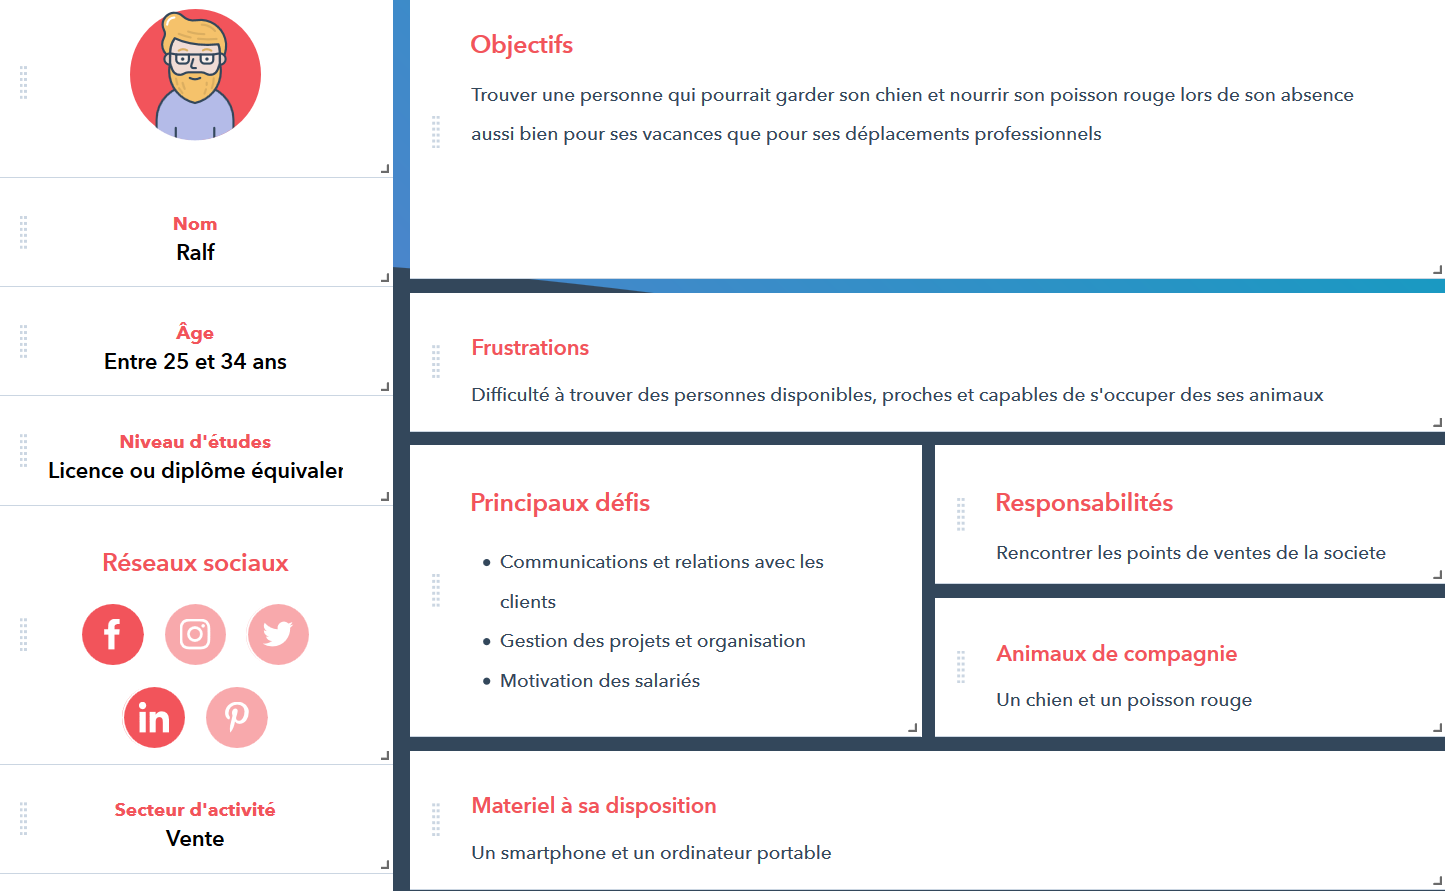 Nom
Ralf
Âge
Entre 25 et 34 ans
Niveau d'études
Licence ou diplôme équivaler
Réseaux sociaux
Secteur d'activité
Vente
Objectifs
Trouver une personne qui pourrait garder son chien et nourrir son poisson rouge lors de son absence
aussi bien pour ses vacances que pour ses déplacements professionnels
Frustrations
Difficulté à trouver des personnes disponibles, proches et capables de s'occuper des ses animaux
Principaux défis
• Communications et relations avec les
clients
• Gestion des projets et organisation
• Motivation des salariés
Responsabilités
Rencontrer les points de ventes de la societe
Animaux de compagnie
Un chien et un poisson rouge
Materiel à sa disposition
Un smartphone et un ordinateur portable